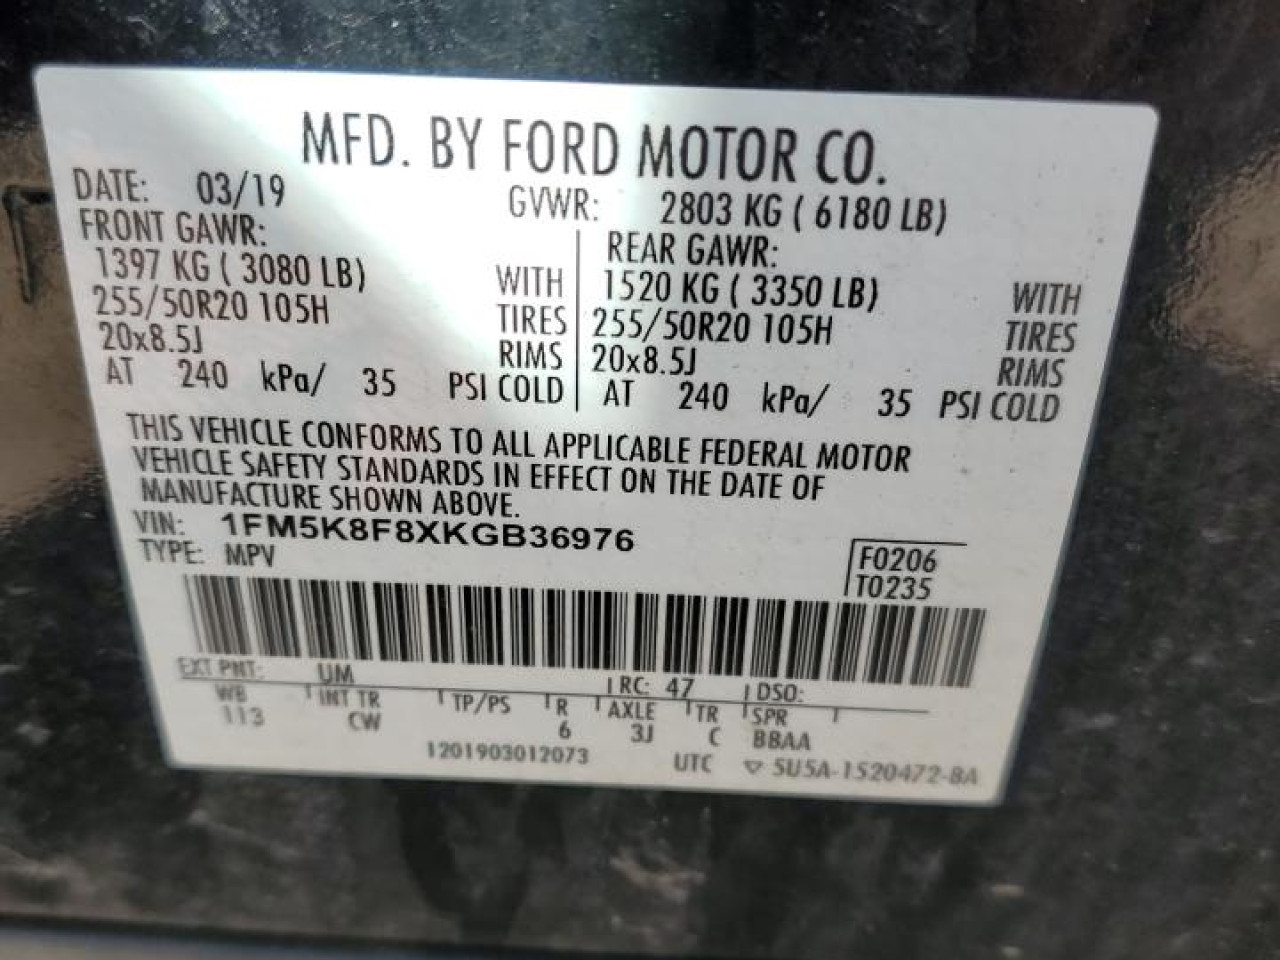 MFD. BY FORD MOTOR CO.
DATE: 03/19 GVWR: 2803 KG ( 6180 LB)
FRONT GAWR: REAR GAWR:
1397 KG ( 3080 LB) WITH 1520 KG ( 3350 LB) WITH
255/50R20 105H TIRES 255/50R20 105H TIRES
20x8.5J RIMS 20x8.5J RIMS
AT 240 kPa/ 35 PSI COLD AT 240 kPa/ 35 PSI COLD
THIS VEHICLE CONFORMS TO ALL APPLICABLE FEDERAL MOTOR
VEHICLE SAFETY STANDARDS IN EFFECT ON THE DATE OF
MANUFACTURE SHOWN ABOVE.
VIN: 1FM5K8F8XKGB36976
TYPE: MPV F0206
T0235
EXT PNT: UM RC: 47 DSO:
WB INT TR TP/PS R AXLE TR SPR
113 CW 6 3J C BBAA
1201903012073 UTC ▽ 5U5A-1520472-BA